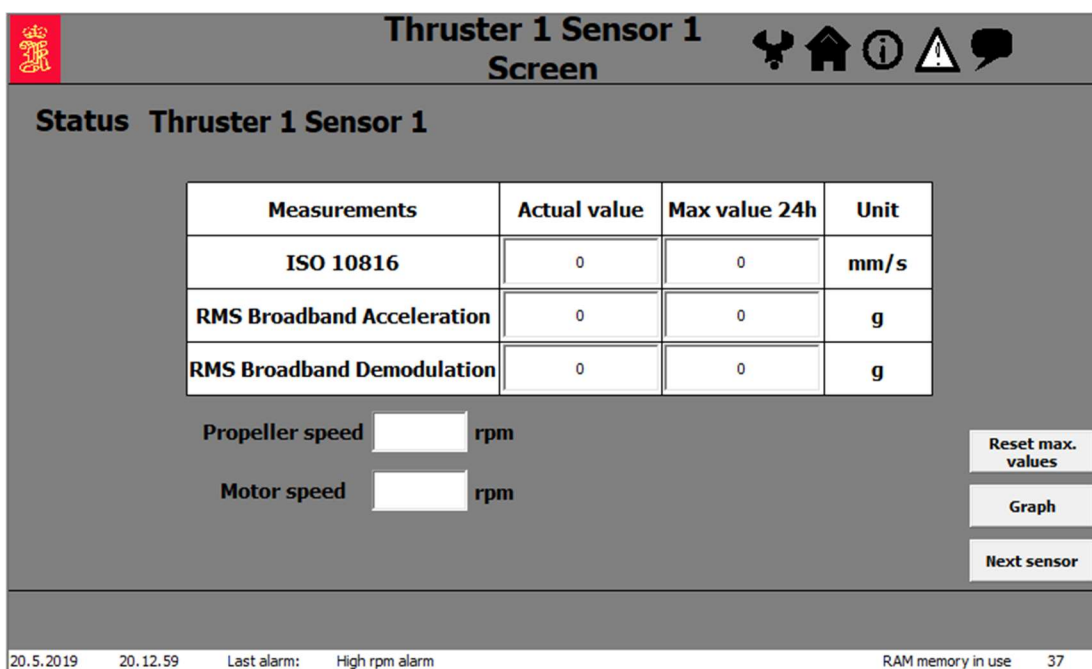 Thruster 1 Sensor 1
Screen
Status Thruster 1 Sensor 1
Measurements Actual value Max value 24h Unit
ISO 10816 0 0 mm/s
RMS Broadband Acceleration 0 0 g
RMS Broadband Demodulation 0 0 g
Propeller speed rpm
Motor speed rpm
Reset max.
values
Graph
Next sensor
20.5.2019 20.12.59 Last alarm: High rpm alarm RAM memory in use 37